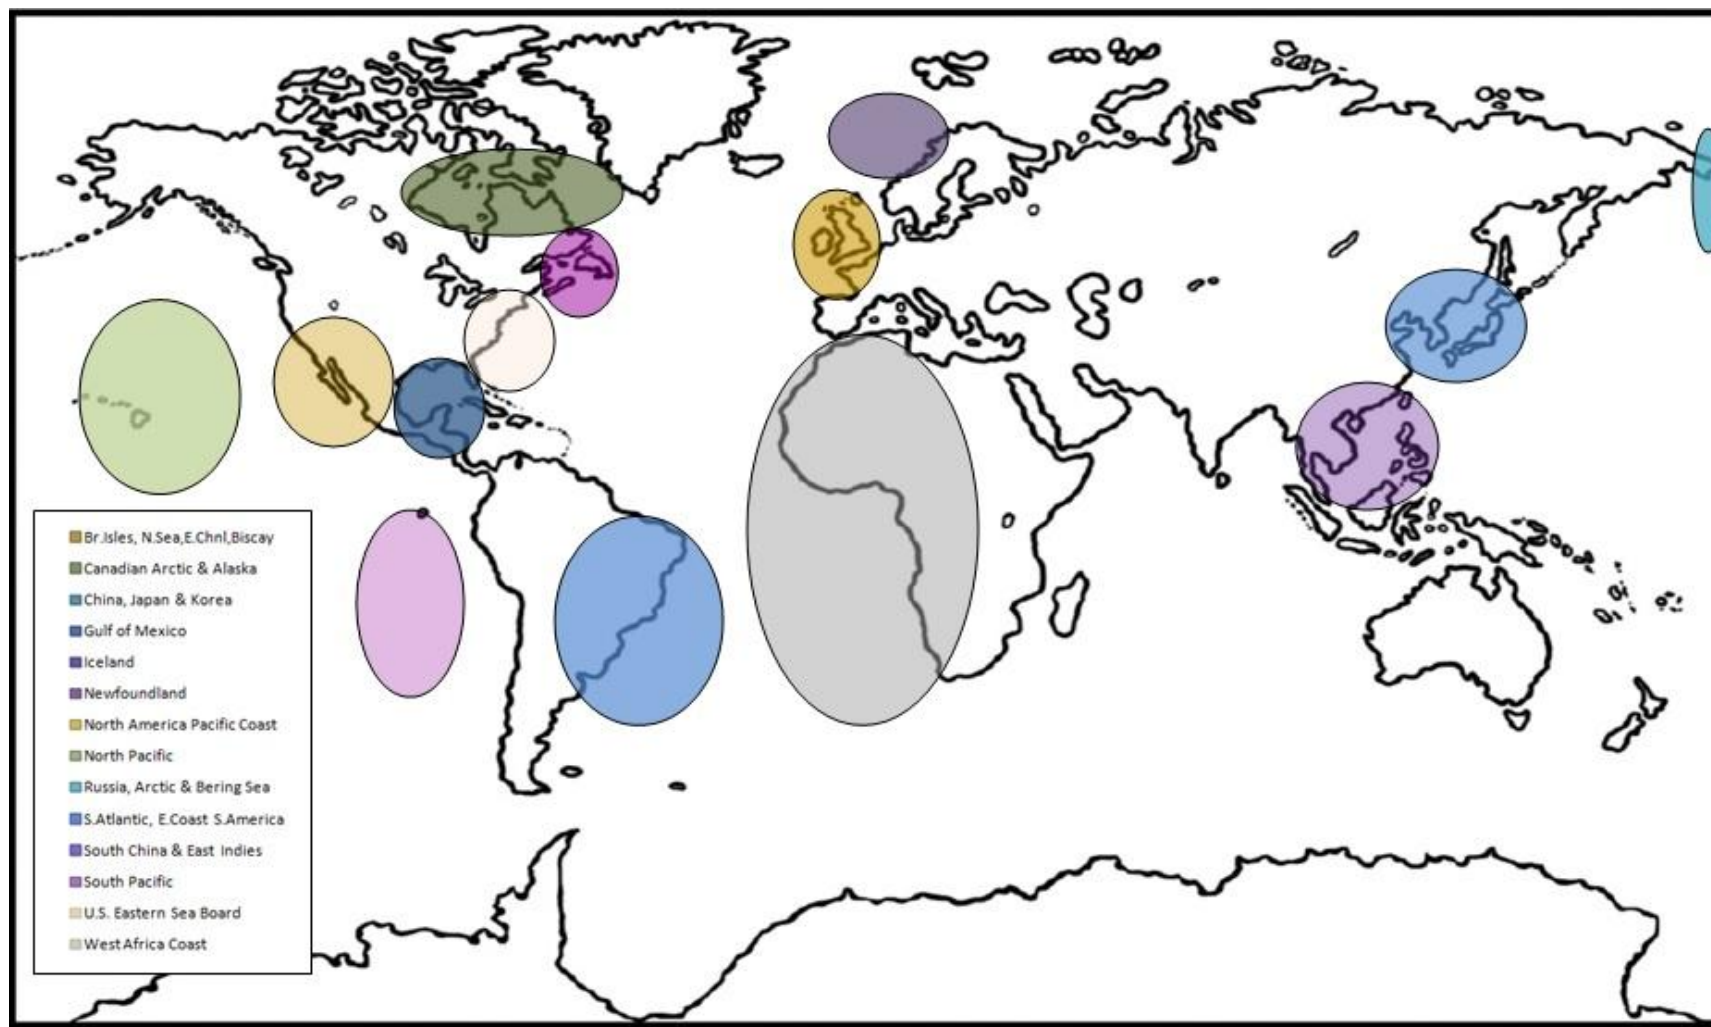 Br.Isles, N.Sea,E.Chnl,Biscay
Canadian Arctic & Alaska
China, Japan & Korea
Gulf of Mexico
Iceland
Newfoundland
North America Pacific Coast
North Pacific
Russia, Arctic & Bering Sea
S.Atlantic, E.Coast S.America
South China & East Indies
South Pacific
U.S. Eastern Sea Board
West Africa Coast